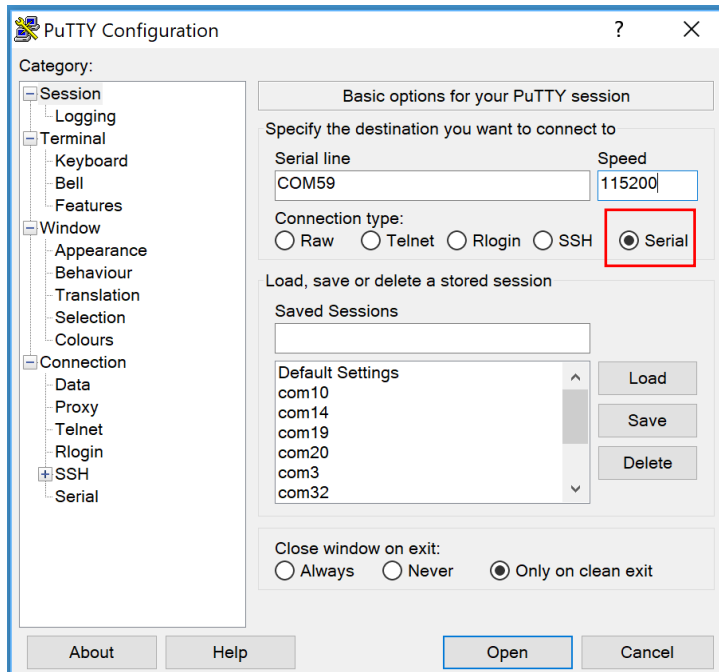 PuTTY Configuration
?
Category:
Session
Logging
Terminal
Keyboard
Bell
Features
Window
Appearance
Behaviour
Translation
Selection
Colours
Connection
Data
Proxy
Telnet
Rlogin
SSH
Serial
Basic options for your PuTTY session
Specify the destination you want to connect to
Serial line Speed
COM59 115200
Connection type:
Raw Telnet Rlogin SSH Serial
Load, save or delete a stored session
Saved Sessions
Default Settings
com10
com14
com19
com20
com3
com32
Load
Save
Delete
Close window on exit:
Always Never Only on clean exit
About Help Open Cancel